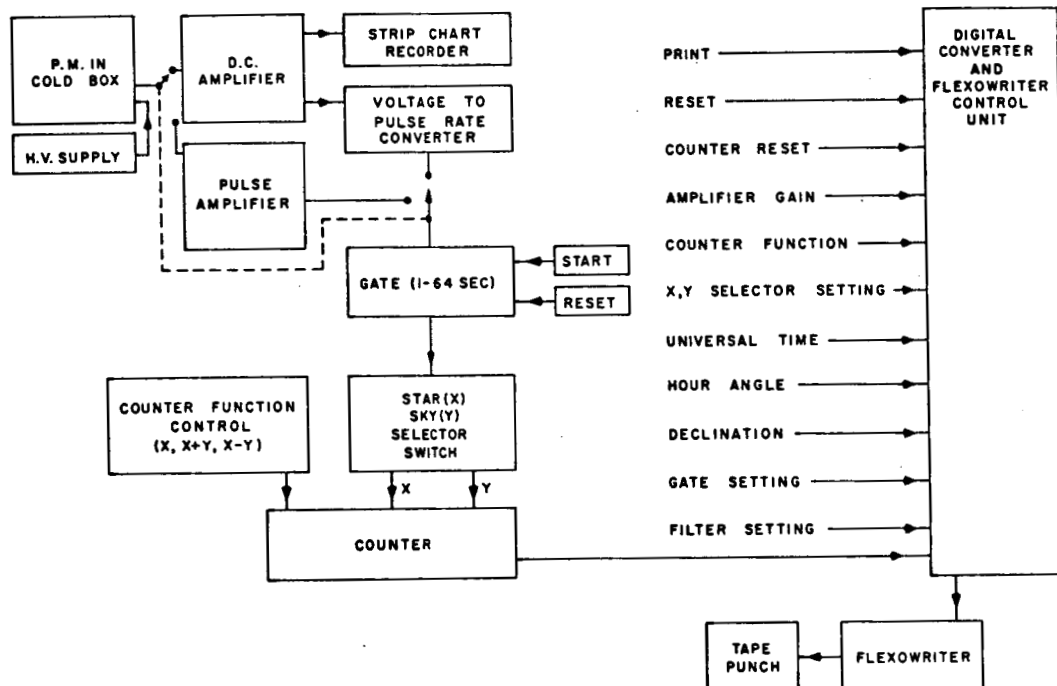 P.M. IN
COLD BOX
H.V. SUPPLY
D.C.
AMPLIFIER
STRIP CHART
RECORDER
VOLTAGE TO
PULSE RATE
CONVERTER
PULSE
AMPLIFIER
GATE (1-64 SEC)
START
RESET
STAR(X)
SKY(Y)
SELECTOR
SWITCH
COUNTER FUNCTION
CONTROL
(X, X+Y, X-Y)
X
Y
COUNTER
PRINT
RESET
COUNTER RESET
AMPLIFIER GAIN
COUNTER FUNCTION
X,Y SELECTOR SETTING
UNIVERSAL TIME
HOUR ANGLE
DECLINATION
GATE SETTING
FILTER SETTING
DIGITAL
CONVERTER
AND
FLEXOWRITER
CONTROL
UNIT
FLEXOWRITER
TAPE
PUNCH